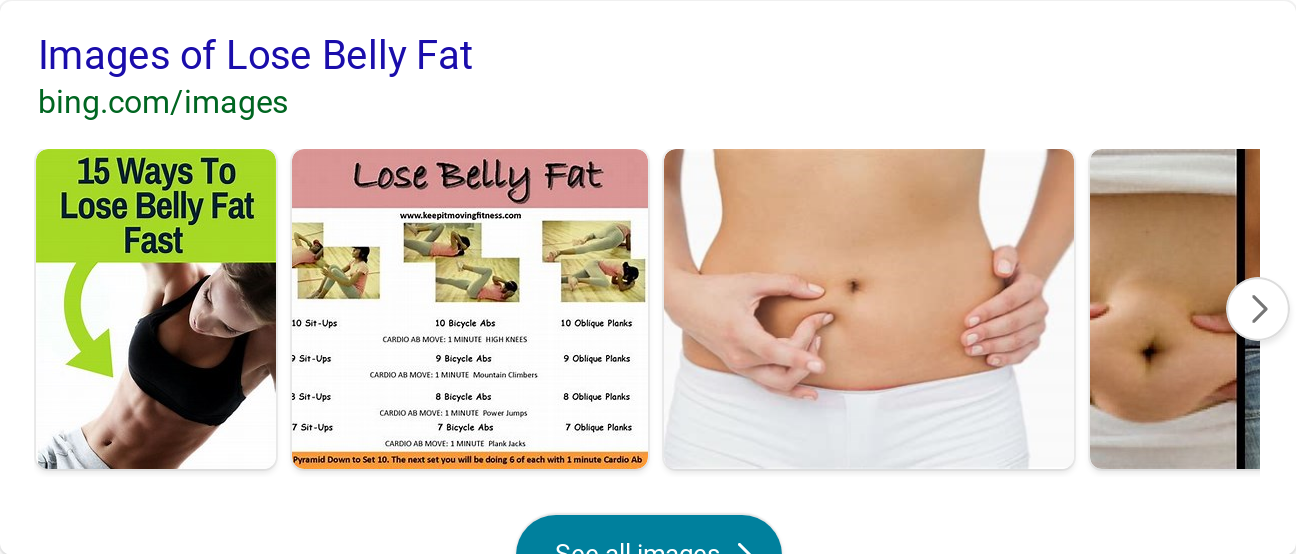 Images of Lose Belly Fat
bing.com/images
15 Ways To
Lose Belly Fat
Fast
Lose Belly Fat
www.keepitmovingfitness.com
10 Sit-Ups 10 Bicycle Abs 10 Oblique Planks
CARDIO AB MOVE: 1 MINUTE HIGH KNEES
9 Sit-Ups 9 Bicycle Abs 9 Oblique Planks
CARDIO AB MOVE: 1 MINUTE Mountain Climbers
8 Sit-Ups 8 Bicycle Abs 8 Oblique Planks
CARDIO AB MOVE: 1 MINUTE Power Jumps
7 Sit-Ups 7 Bicycle Abs 7 Oblique Planks
CARDIO AB MOVE: 1 MINUTE Plank Jacks
Pyramid Down to Set 10. The next set you will be doing 6 of each with 1 minute Cardio Ab
See all images